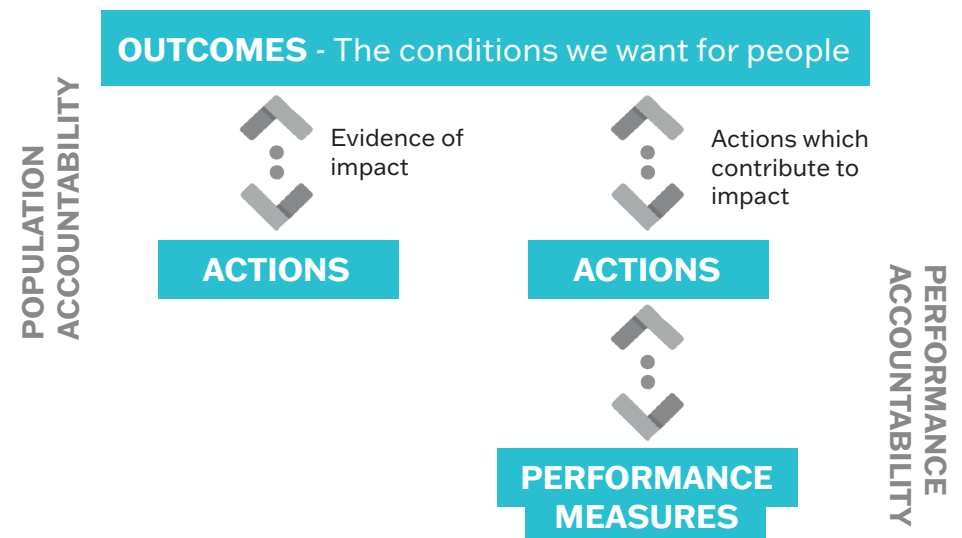 OUTCOMES - The conditions we want for people
POPULATION
ACCOUNTABILITY
Evidence of
impact
Actions which
contribute to
impact
ACTIONS
ACTIONS
PERFORMANCE
ACCOUNTABILITY
PERFORMANCE
MEASURES